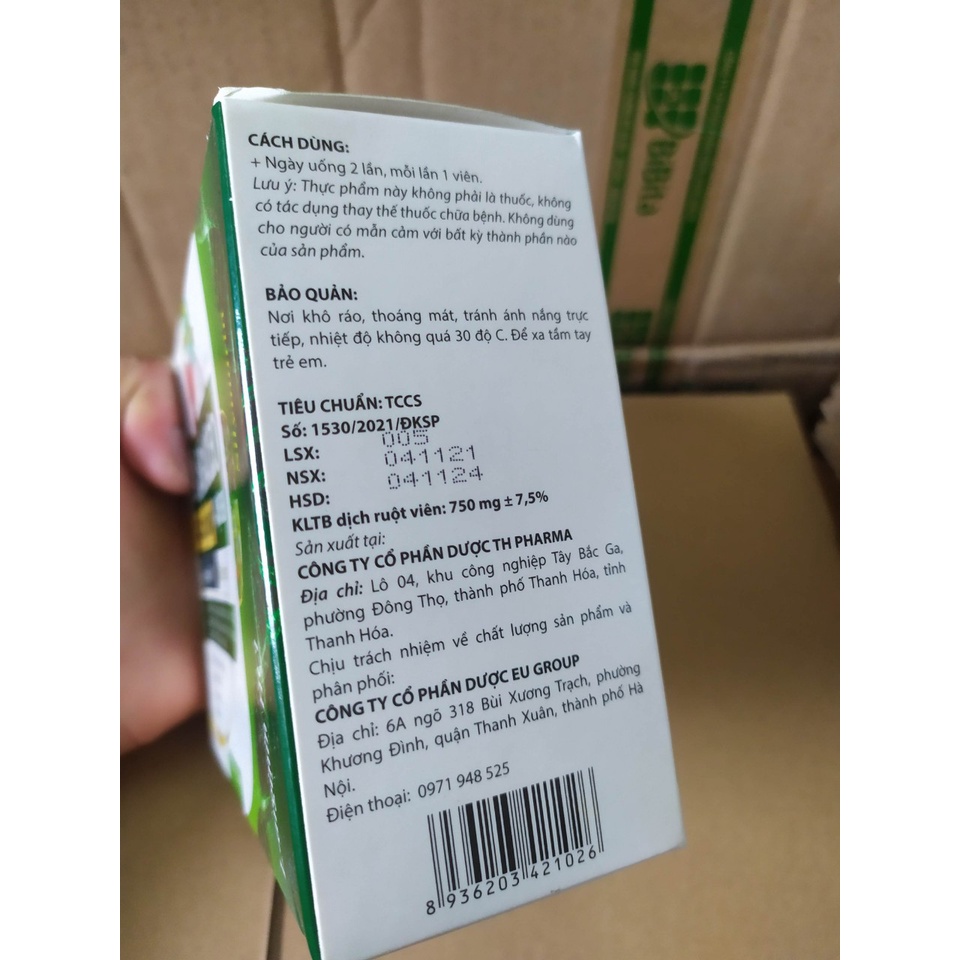 CÁCH DÙNG:
+ Ngày uống 2 lần, mỗi lần 1 viên.
Lưu ý: Thực phẩm này không phải là thuốc, không
có tác dụng thay thế thuốc chữa bệnh. Không dùng
cho người có mẫn cảm với bất kỳ thành phần nào
của sản phẩm.
BẢO QUẢN:
Nơi khô ráo, thoáng mát, tránh ánh nắng trực
tiếp, nhiệt độ không quá 30 độ C. Để xa tầm tay
trẻ em.
TIÊU CHUẨN: TCCS
Số: 1530/2021/ĐKSP
LSX: 005
NSX: 041121
HSD: 041124
KLTB dịch ruột viên: 750 mg ± 7,5%
Sản xuất tại:
CÔNG TY CỔ PHẦN DƯỢC TH PHARMA
Địa chỉ: Lô 04, khu công nghiệp Tây Bắc Ga,
phường Đông Thọ, thành phố Thanh Hóa, tỉnh
Thanh Hóa.
Chịu trách nhiệm về chất lượng sản phẩm và
phân phối:
CÔNG TY CỔ PHẦN DƯỢC EU GROUP
Địa chỉ: 6A ngõ 318 Bùi Xương Trạch, phường
Khương Đình, quận Thanh Xuân, thành phố Hà
Nội.
Điện thoại: 0971 948 525
8 936203 421026